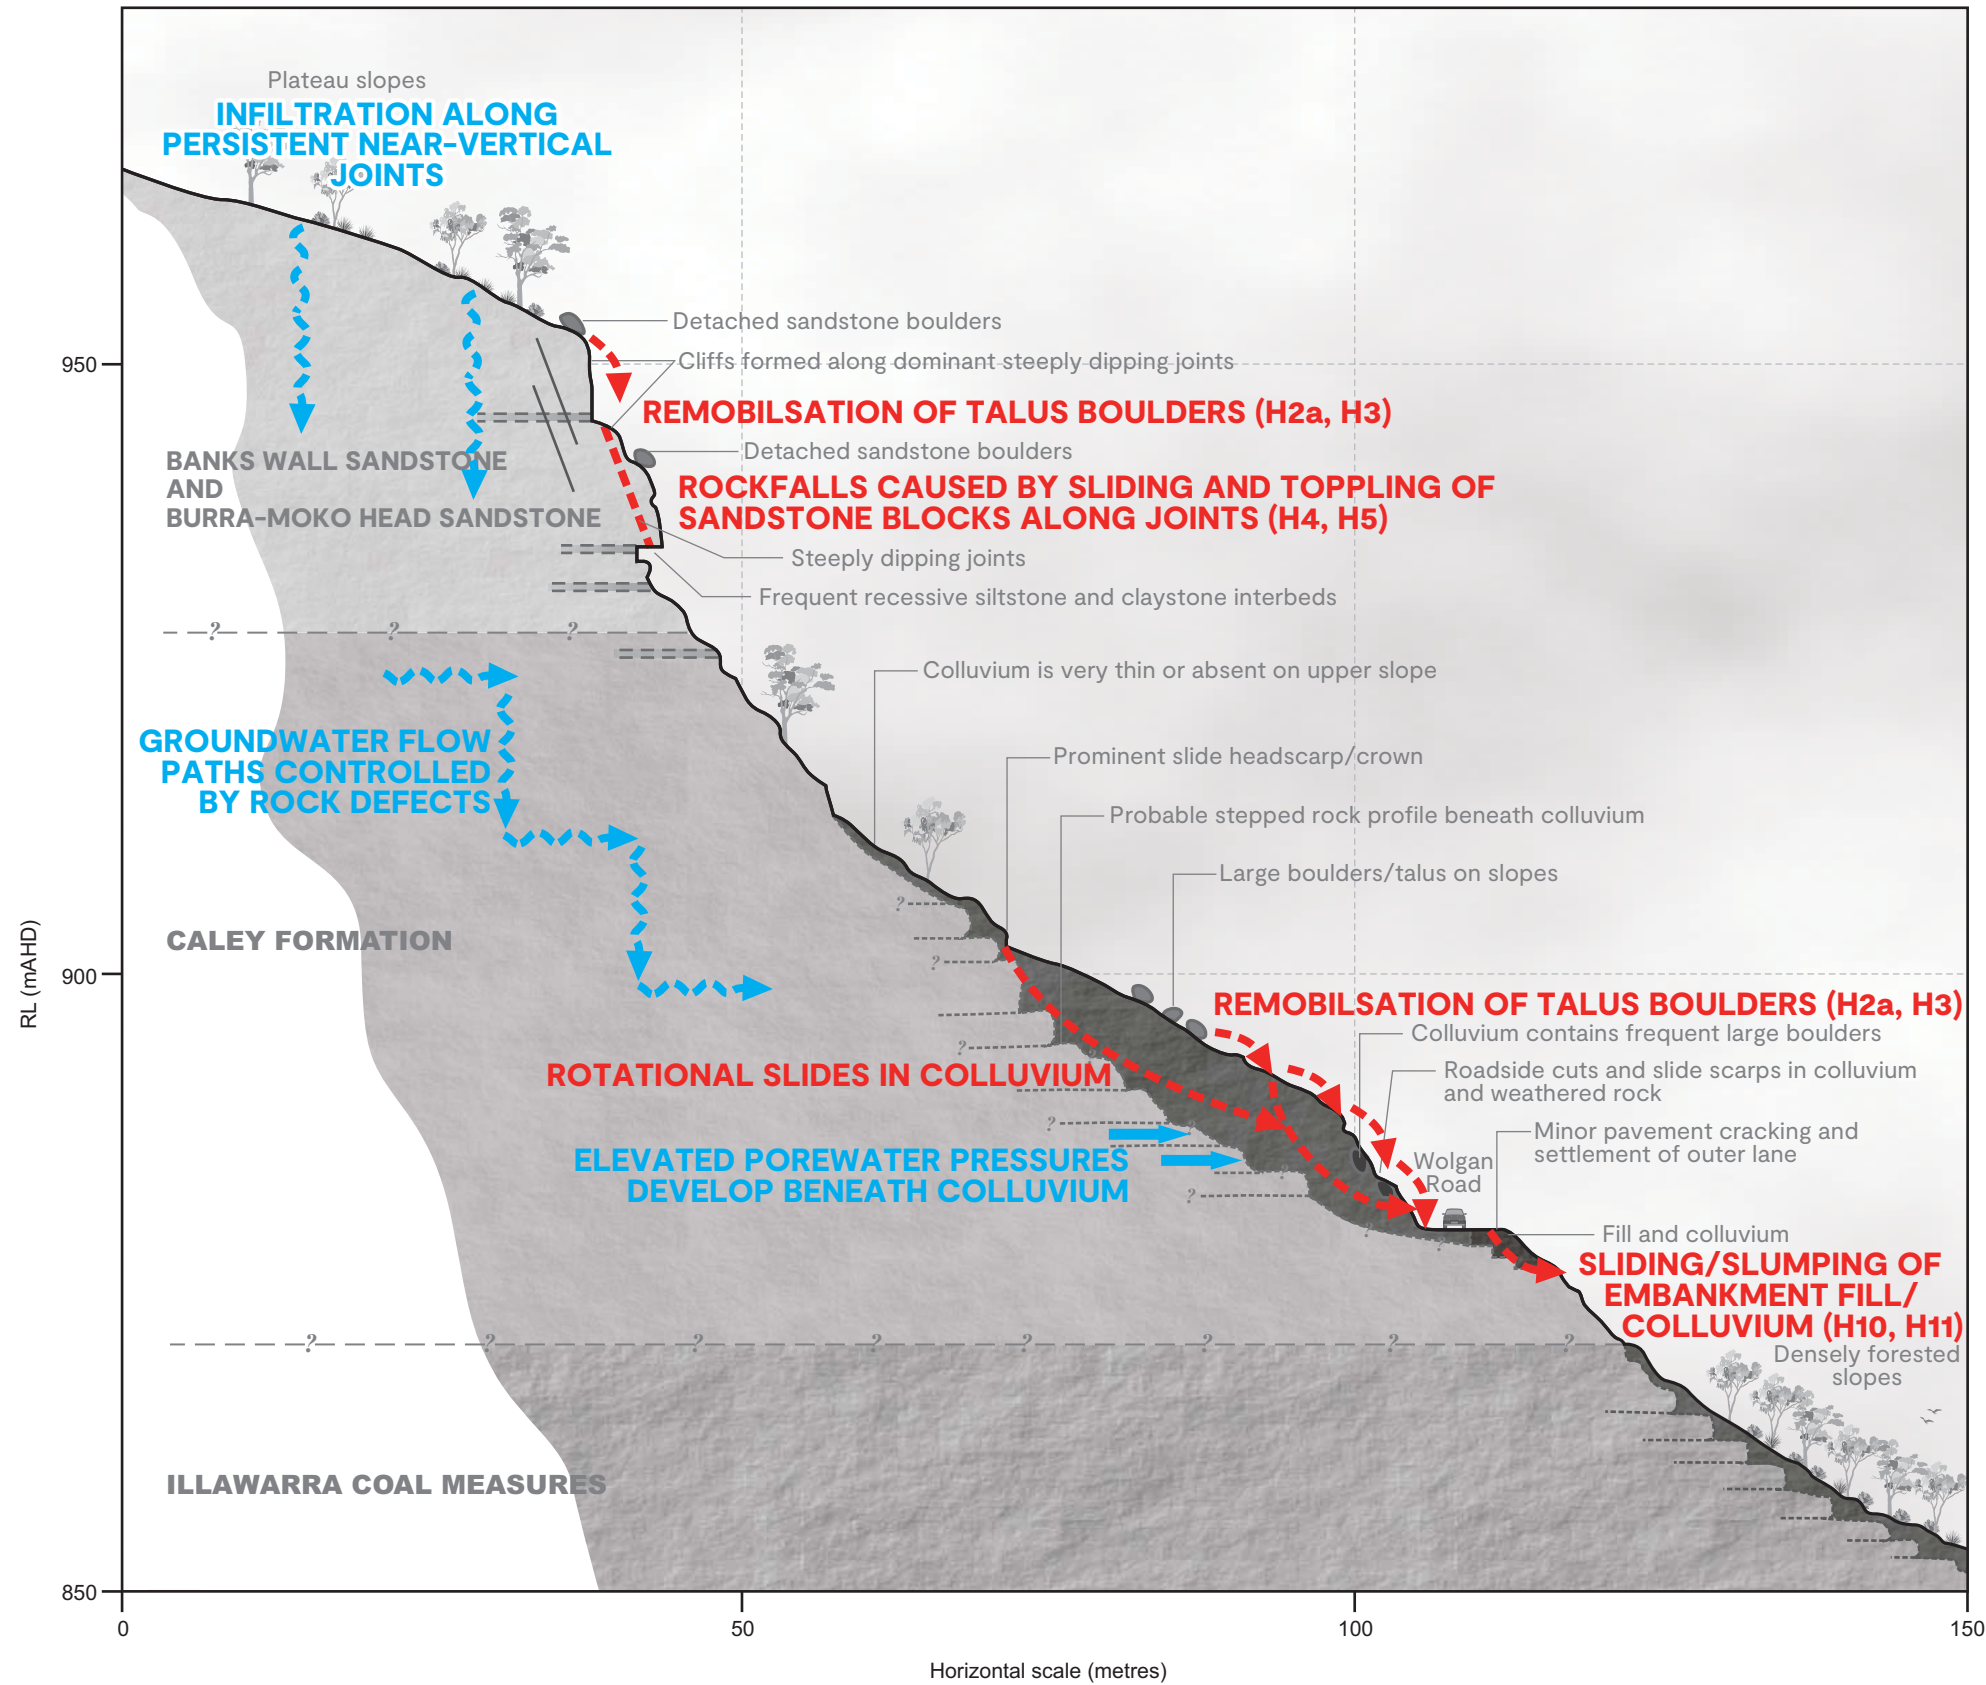 Plateau slopes
INFILTRATION ALONG
PERSISTENT NEAR-VERTICAL
JOINTS
Detached sandstone boulders
950
Cliffs formed along dominant steeply dipping joints
REMOBILSATION OF TALUS BOULDERS (H2a, H3)
Detached sandstone boulders
BANKS WALL SANDSTONE
AND
BURRA-MOKO HEAD SANDSTONE
ROCKFALLS CAUSED BY SLIDING AND TOPPLING OF
SANDSTONE BLOCKS ALONG JOINTS (H4, H5)
Steeply dipping joints
Frequent recessive siltstone and claystone interbeds
? ? ?
Colluvium is very thin or absent on upper slope
GROUNDWATER FLOW
PATHS CONTROLLED
BY ROCK DEFECTS
Prominent slide headscarp/crown
Probable stepped rock profile beneath colluvium
Large boulders/talus on slopes
?
CALEY FORMATION
?
RL (mAHD)
900
REMOBILSATION OF TALUS BOULDERS (H2a, H3)
Colluvium contains frequent large boulders
?
ROTATIONAL SLIDES IN COLLUVIUM
Roadside cuts and slide scarps in colluvium
and weathered rock
?
Minor pavement cracking and
settlement of outer lane
ELEVATED POREWATER PRESSURES
DEVELOP BENEATH COLLUVIUM
?
Wolgan
Road
Fill and colluvium
SLIDING/SLUMPING OF
EMBANKMENT FILL/
COLLUVIUM (H10, H11)
? ? ? ? ? ? ? ?
Densely forested
slopes
ILLAWARRA COAL MEASURES
850
0 50 100 150
Horizontal scale (metres)